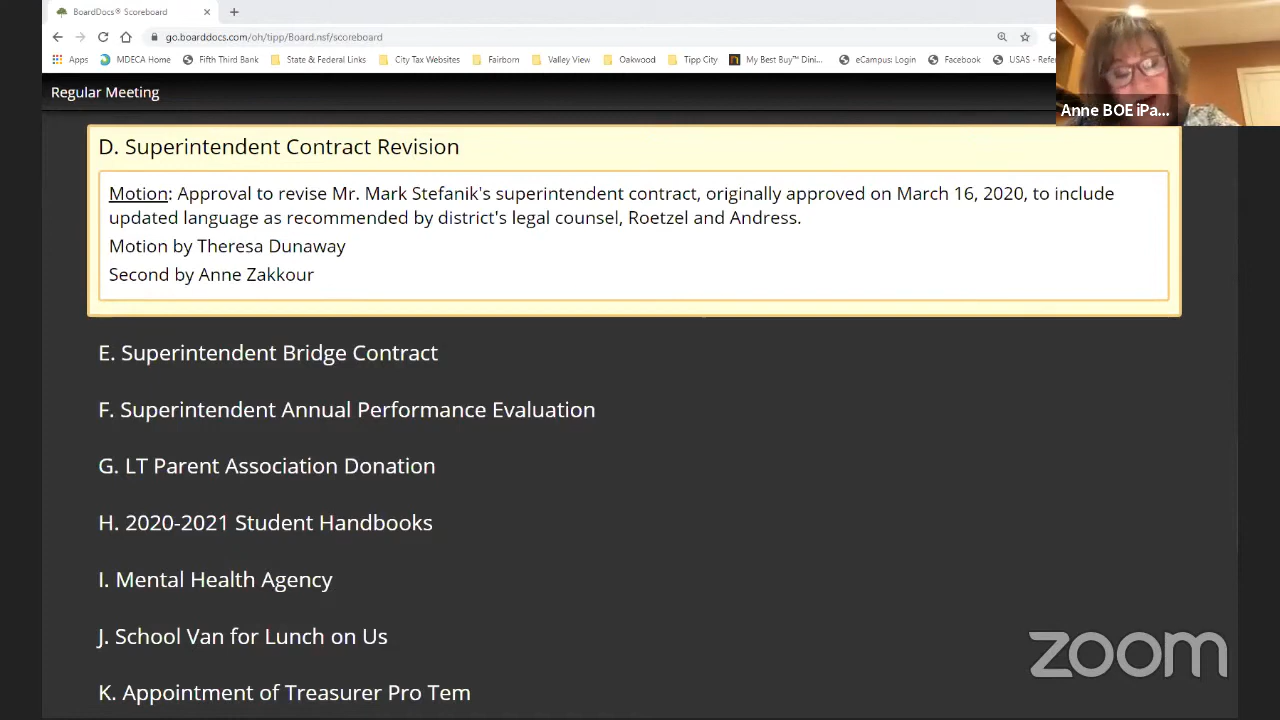 BoardDocs® Scoreboard
go.boarddocs.com/oh/tipp/Board.nsf/scoreboard
Apps MDECA Home Fifth Third Bank State & Federal Links City Tax Websites Fairborn Valley View Oakwood Tipp City My Best Buy™ Dini... eCampus: Login Facebook USAS - Refer
Regular Meeting
Anne BOE iPa...
D. Superintendent Contract Revision
Motion: Approval to revise Mr. Mark Stefanik's superintendent contract, originally approved on March 16, 2020, to include
updated language as recommended by district's legal counsel, Roetzel and Andress.
Motion by Theresa Dunaway
Second by Anne Zakkour
E. Superintendent Bridge Contract
F. Superintendent Annual Performance Evaluation
G. LT Parent Association Donation
H. 2020-2021 Student Handbooks
I. Mental Health Agency
J. School Van for Lunch on Us
K. Appointment of Treasurer Pro Tem
zoom